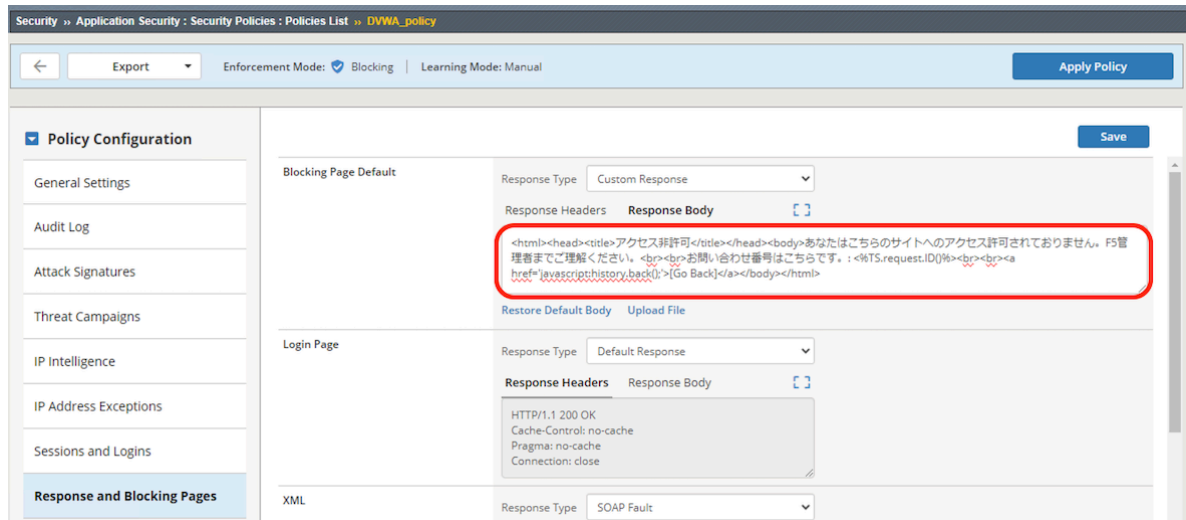 Security » Application Security : Security Policies : Policies List » DVWA_policy
Export
Enforcement Mode: Blocking | Learning Mode: Manual
Apply Policy
Policy Configuration
General Settings
Audit Log
Attack Signatures
Threat Campaigns
IP Intelligence
IP Address Exceptions
Sessions and Logins
Response and Blocking Pages
Save
Blocking Page Default
Response Type Custom Response
Response Headers Response Body
<html><head><title>アクセス非許可</title></head><body>あなたはこちらのサイトへのアクセス許可されておりません。F5管
理者までご理解ください。<br><br>お問い合わせ番号はこちらです。: <%TS.request.ID()%><br><br><a
href='javascript:history.back();'>[Go Back]</a></body></html>
Restore Default Body Upload File
Login Page
Response Type Default Response
Response Headers Response Body
HTTP/1.1 200 OK
Cache-Control: no-cache
Pragma: no-cache
Connection: close
XML
Response Type SOAP Fault